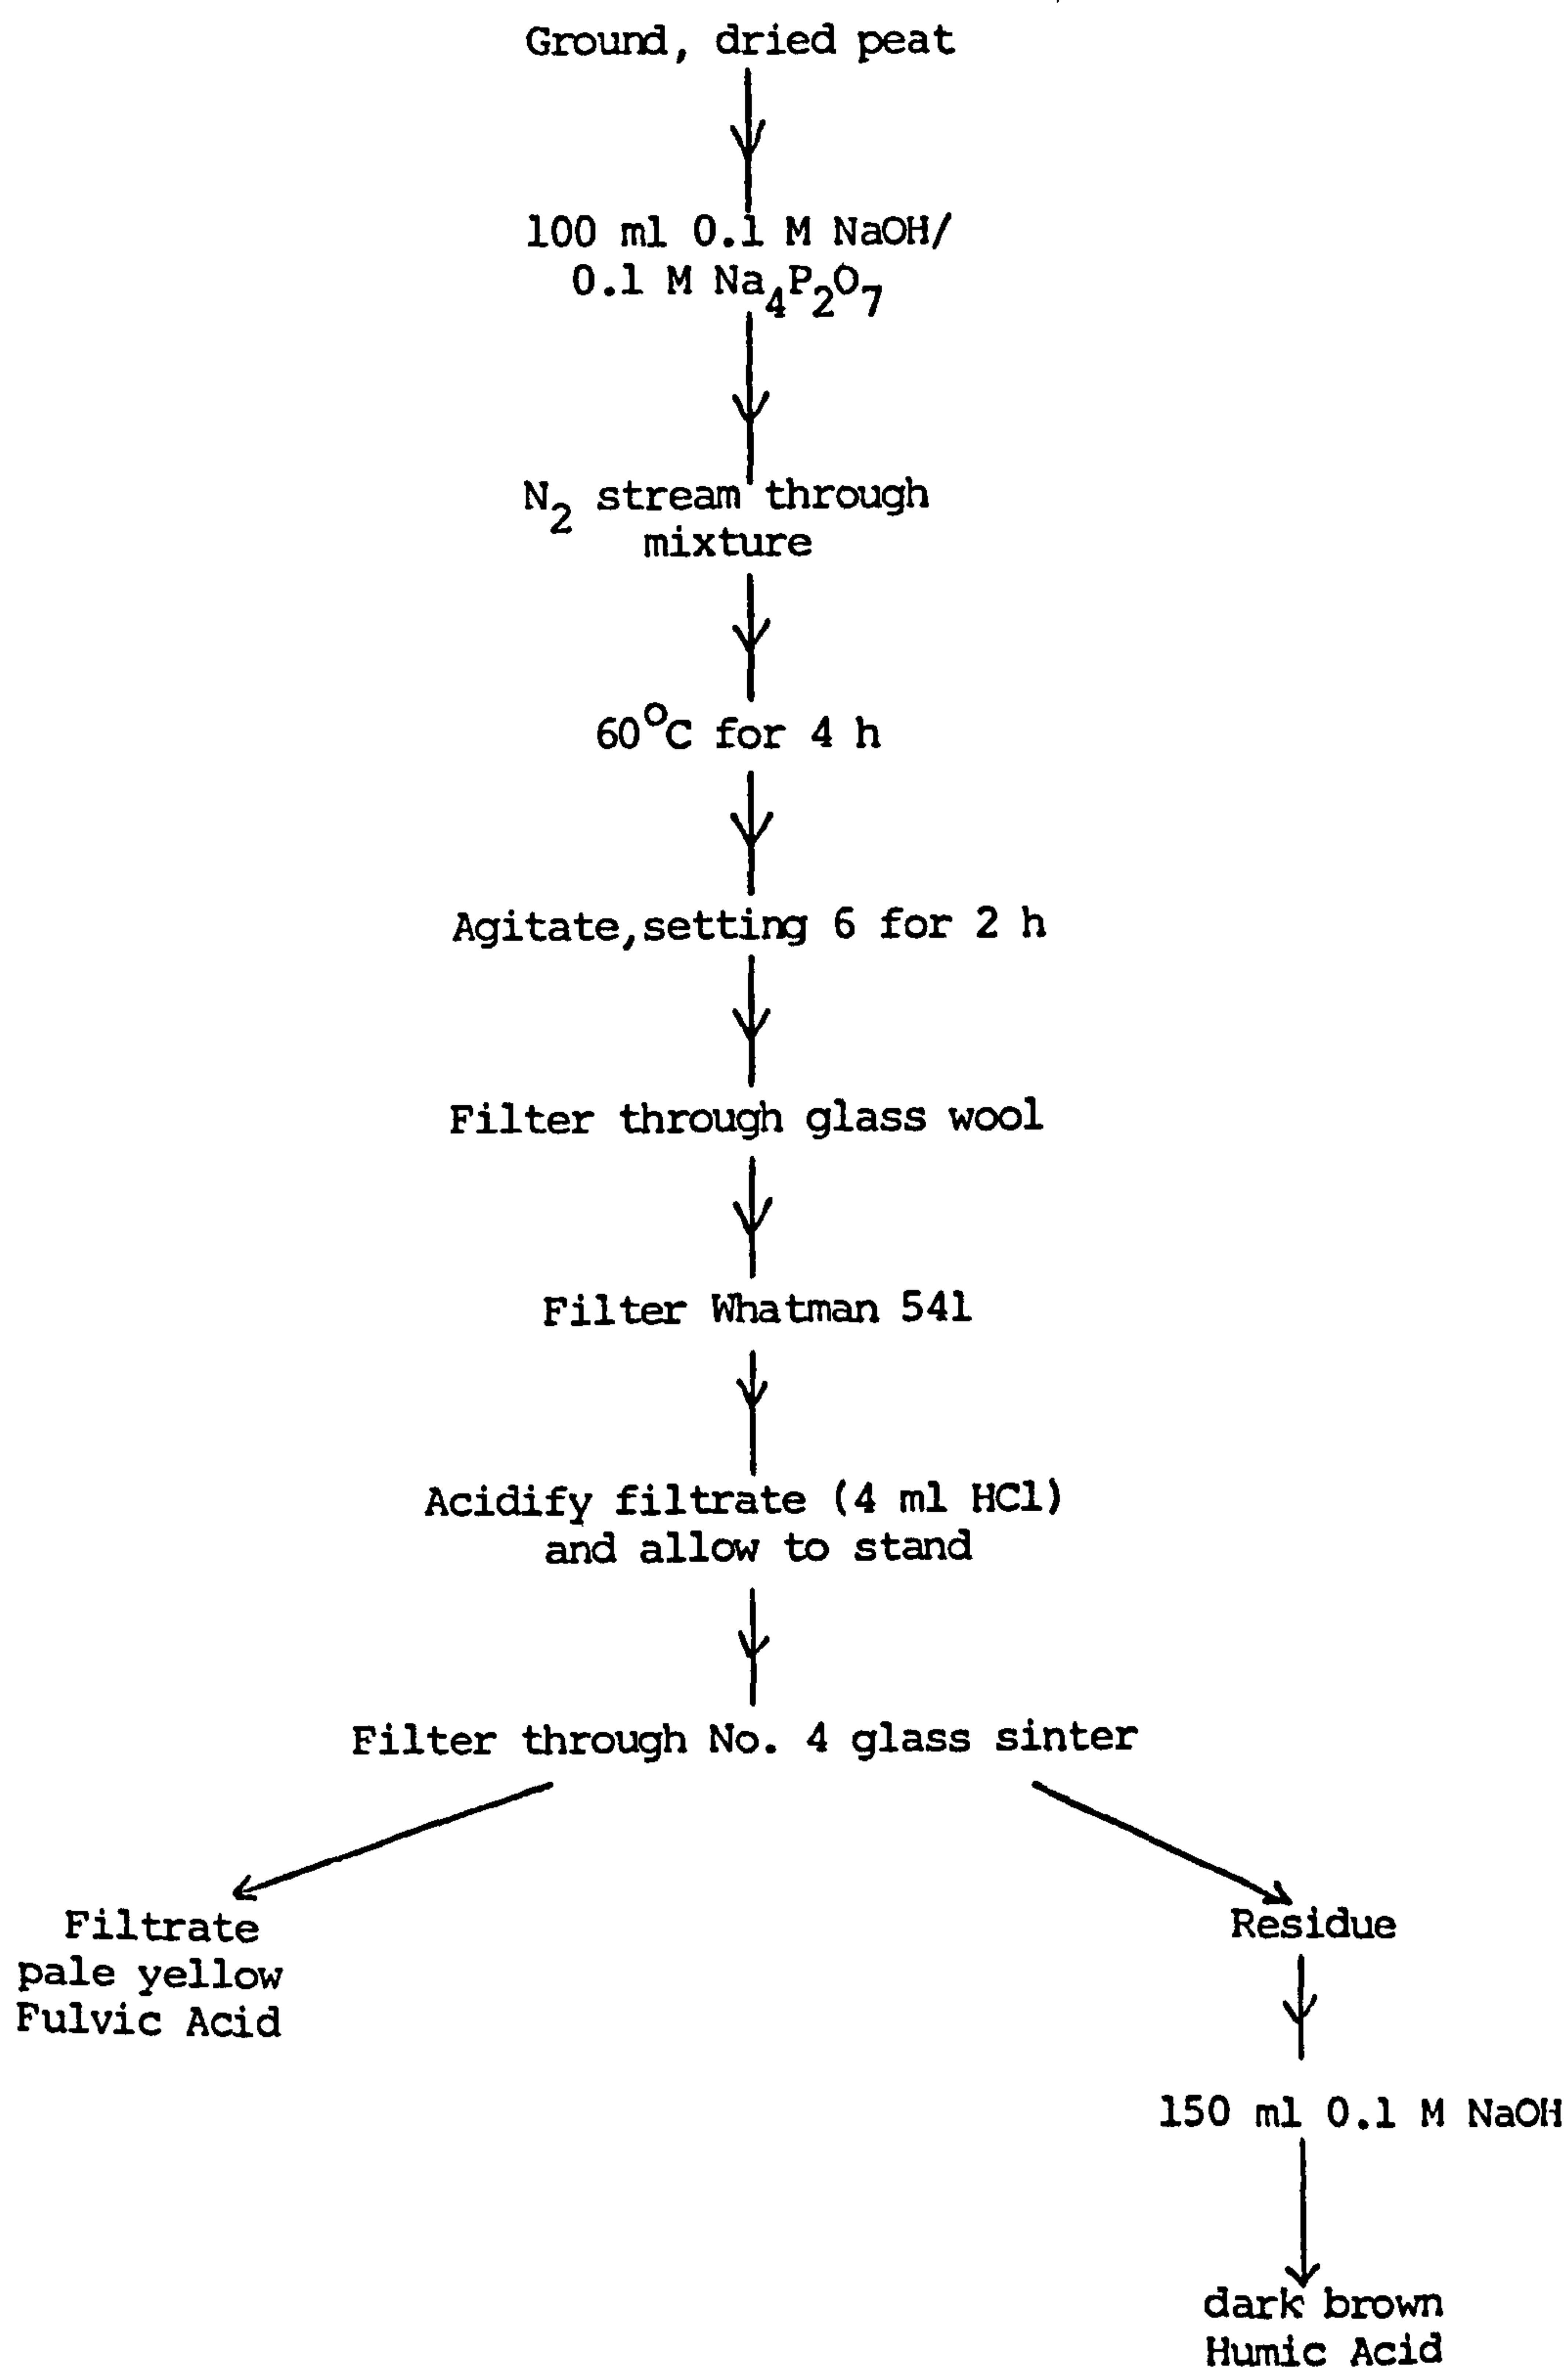 Ground, dried peat
100 ml 0.1 M NaOH/
0.1 M Na₄P₂O₇
N₂ stream through
mixture
60°C for 4 h
Agitate,setting 6 for 2 h
Filter through glass wool
Filter Whatman 541
Acidify filtrate (4 ml HCl)
and allow to stand
Filter through No. 4 glass sinter
Filtrate
pale yellow
Fulvic Acid
Residue
150 ml 0.1 M NaOH
dark brown
Humic Acid